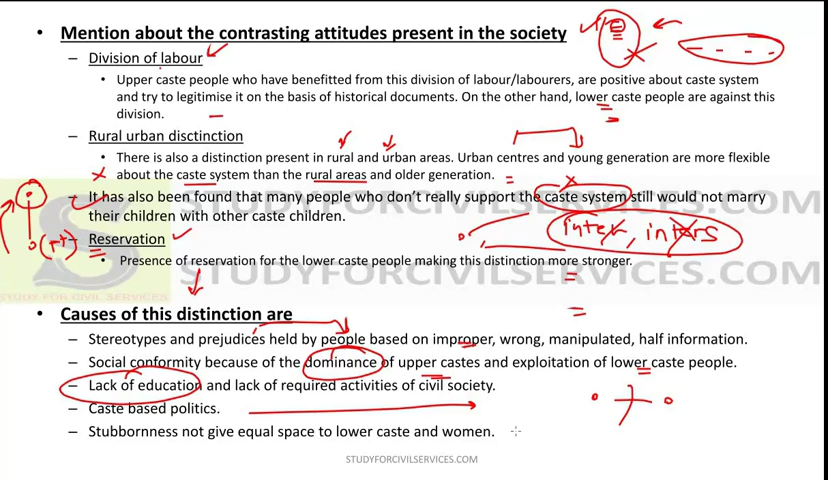 • Mention about the contrasting attitudes present in the society
– Division of labour
• Upper caste people who have benefitted from this division of labour/labourers, are positive about caste system
and try to legitimise it on the basis of historical documents. On the other hand, lower caste people are against this
division.
– Rural urban disctinction
• There is also a distinction present in rural and urban areas. Urban centres and young generation are more flexible
about the caste system than the rural areas and older generation.
– It has also been found that many people who don't really support the caste system still would not marry
their children with other caste children.
– Reservation
• Presence of reservation for the lower caste people making this distinction more stronger.
• Causes of this distinction are
– Stereotypes and prejudices held by people based on improper, wrong, manipulated, half information.
– Social conformity because of the dominance of upper castes and exploitation of lower caste people.
– Lack of education and lack of required activities of civil society.
– Caste based politics.
– Stubbornness not give equal space to lower caste and women.
STUDYFORCIVILSERVICES.COM
STUDYFORCIVILSERVICES.COM
STUDY FOR CIVIL SERVICES
STUDYFORCIVILSERVICES.COM